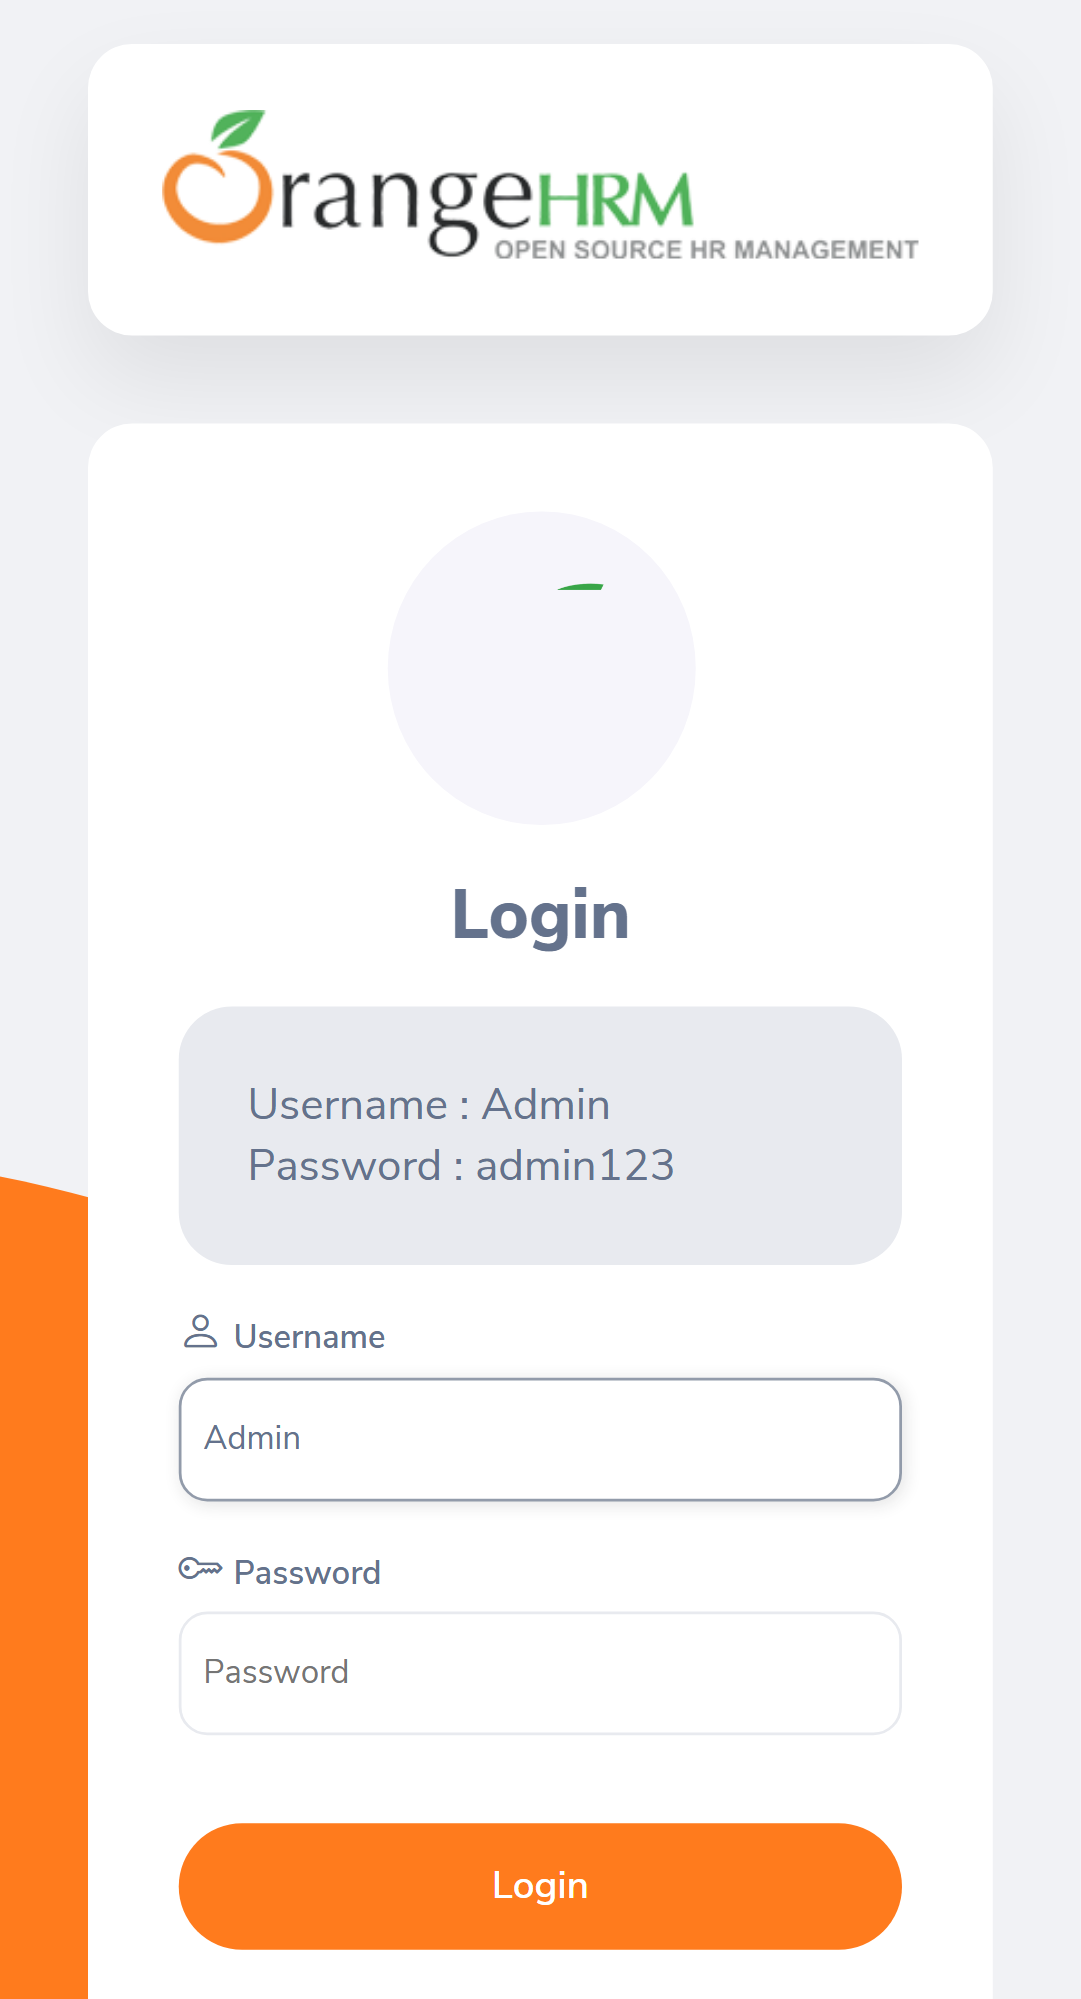 OrangeHRM
OPEN SOURCE HR MANAGEMENT
Login
Username : Admin
Password : admin123
Username
Admin
Password
Password
Login